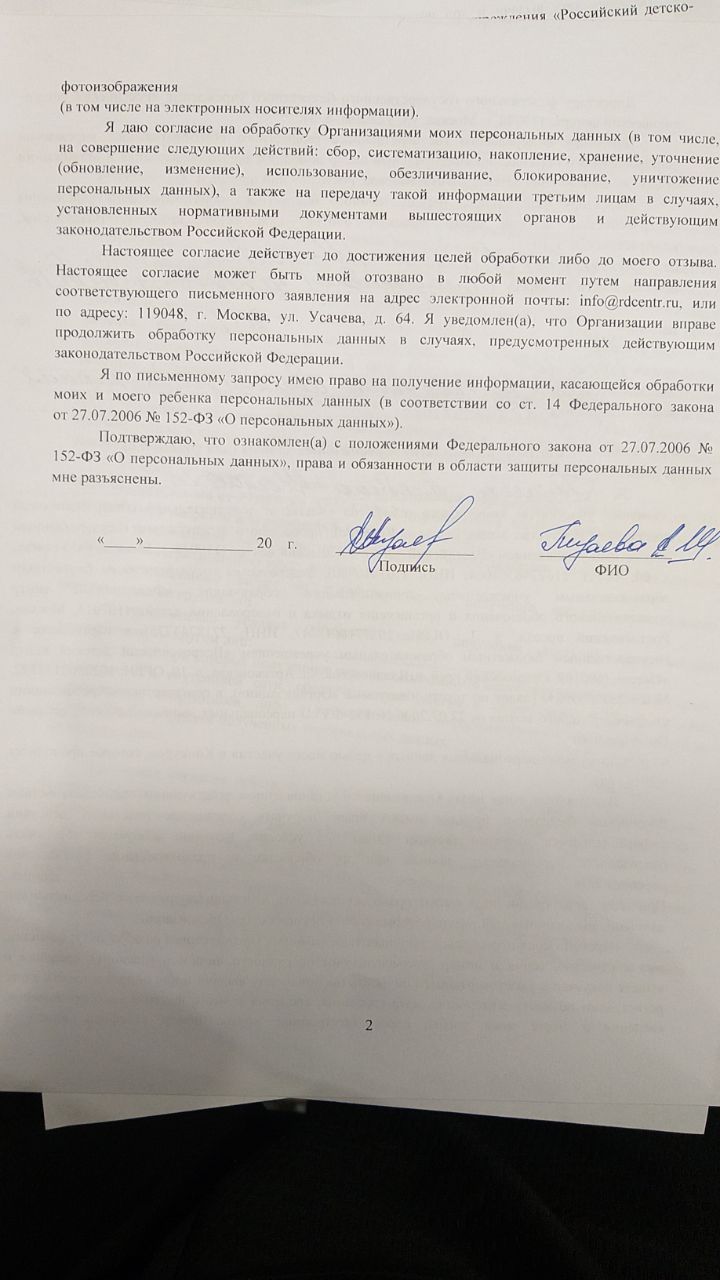 «Российский детско-
фотоизображения
(в том числе на электронных носителях информации).
Я даю согласие на обработку Организациями моих персональных данных (в том числе,
на совершение следующих действий: сбор, систематизацию, накопление, хранение, уточнение
(обновление, изменение), использование, обезличивание, блокирование, уничтожение
персональных данных), а также на передачу такой информации третьим лицам в случаях,
установленных нормативными документами вышестоящих органов и действующим
законодательством Российской Федерации.
Настоящее согласие действует до достижения целей обработки либо до моего отзыва.
Настоящее согласие может быть мной отозвано в любой момент путем направления
соответствующего письменного заявления на адрес электронной почты: info@rdcentr.ru, или
по адресу: 119048, г. Москва, ул. Усачева, д. 64. Я уведомлен(а), что Организации вправе
продолжить обработку персональных данных в случаях, предусмотренных действующим
законодательством Российской Федерации.
Я по письменному запросу имею право на получение информации, касающейся обработки
моих и моего ребенка персональных данных (в соответствии со ст. 14 Федерального закона
от 27.07.2006 № 152-ФЗ «О персональных данных»).
Подтверждаю, что ознакомлен(а) с положениями Федерального закона от 27.07.2006 №
152-ФЗ «О персональных данных», права и обязанности в области защиты персональных данных
мне разъяснены.
«____»______________ 20 г.
Подпись ФИО
2